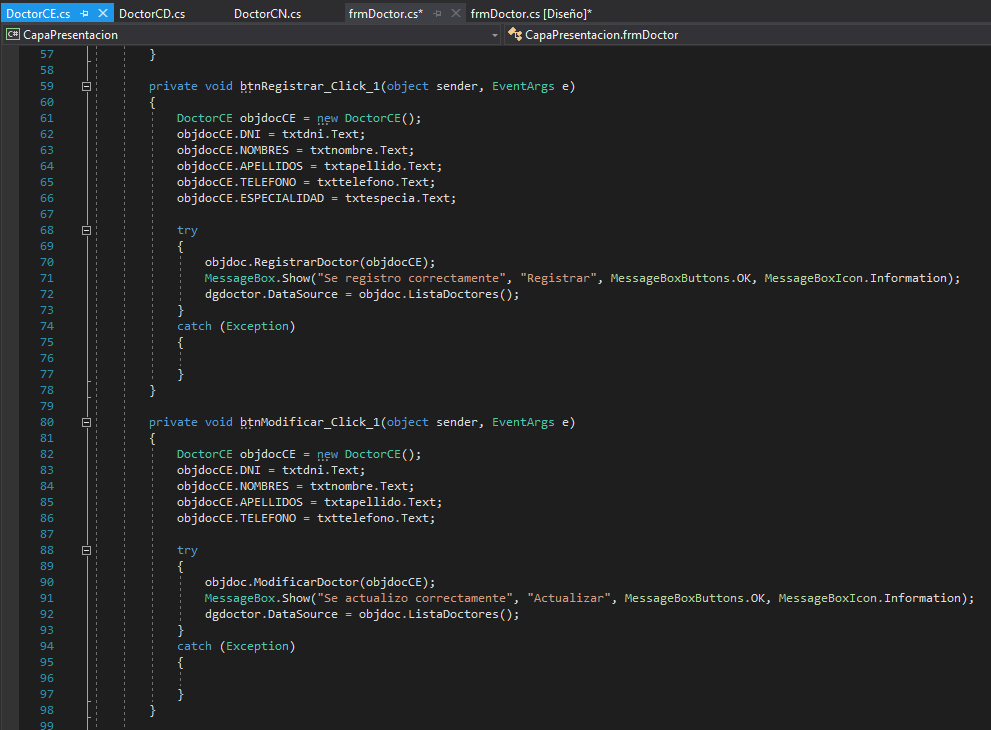 DoctorCE.cs DoctorCD.cs DoctorCN.cs frmDoctor.cs* frmDoctor.cs [Diseño]*
C# CapaPresentacion CapaPresentacion.frmDoctor
57 }
58
59 private void btnRegistrar_Click_1(object sender, EventArgs e)
60 {
61 DoctorCE objdocCE = new DoctorCE();
62 objdocCE.DNI = txtdni.Text;
63 objdocCE.NOMBRES = txtnombre.Text;
64 objdocCE.APELLIDOS = txtapellido.Text;
65 objdocCE.TELEFONO = txttelefono.Text;
66 objdocCE.ESPECIALIDAD = txtespecia.Text;
67
68 try
69 {
70 objdoc.RegistrarDoctor(objdocCE);
71 MessageBox.Show("Se registro correctamente", "Registrar", MessageBoxButtons.OK, MessageBoxIcon.Information);
72 dgdoctor.DataSource = objdoc.ListaDoctores();
73 }
74 catch (Exception)
75 {
76
77 }
78 }
79
80 private void btnModificar_Click_1(object sender, EventArgs e)
81 {
82 DoctorCE objdocCE = new DoctorCE();
83 objdocCE.DNI = txtdni.Text;
84 objdocCE.NOMBRES = txtnombre.Text;
85 objdocCE.APELLIDOS = txtapellido.Text;
86 objdocCE.TELEFONO = txttelefono.Text;
87
88 try
89 {
90 objdoc.ModificarDoctor(objdocCE);
91 MessageBox.Show("Se actualizo correctamente", "Actualizar", MessageBoxButtons.OK, MessageBoxIcon.Information);
92 dgdoctor.DataSource = objdoc.ListaDoctores();
93 }
94 catch (Exception)
95 {
96
97 }
98 }
99